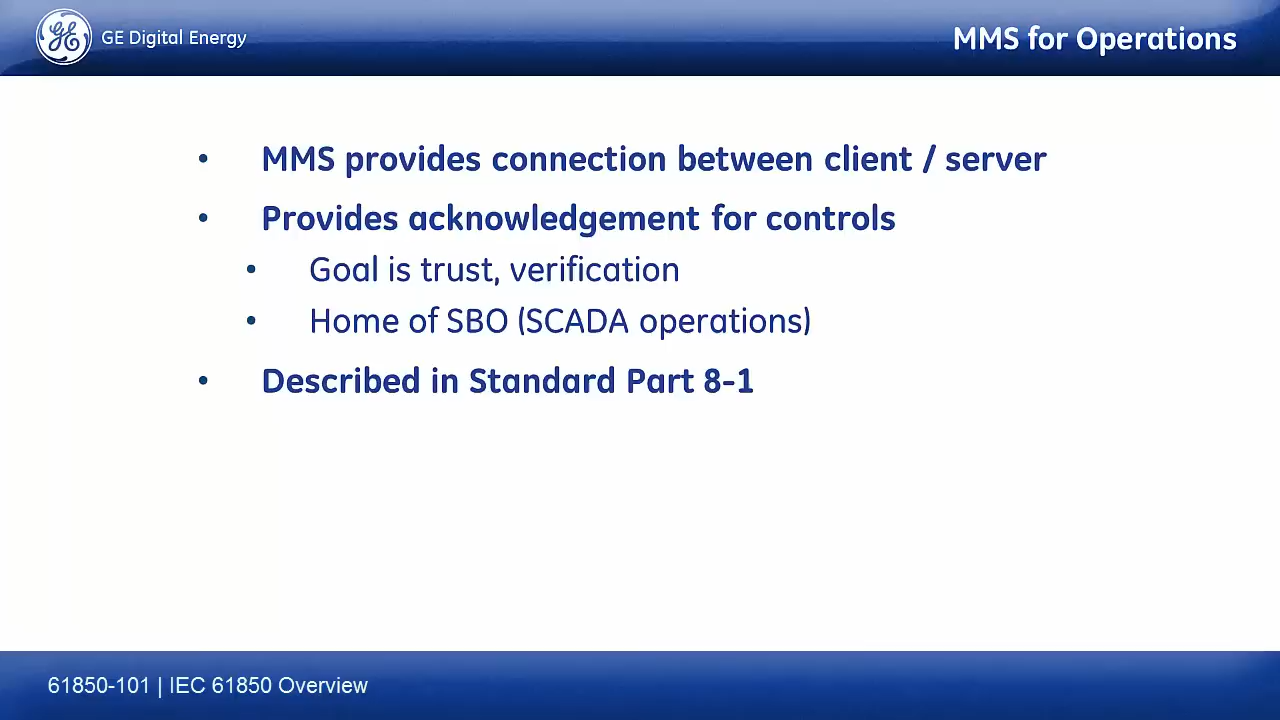 GE Digital Energy
MMS for Operations
• MMS provides connection between client / server
• Provides acknowledgement for controls
• Goal is trust, verification
• Home of SBO (SCADA operations)
• Described in Standard Part 8-1
61850-101 | IEC 61850 Overview